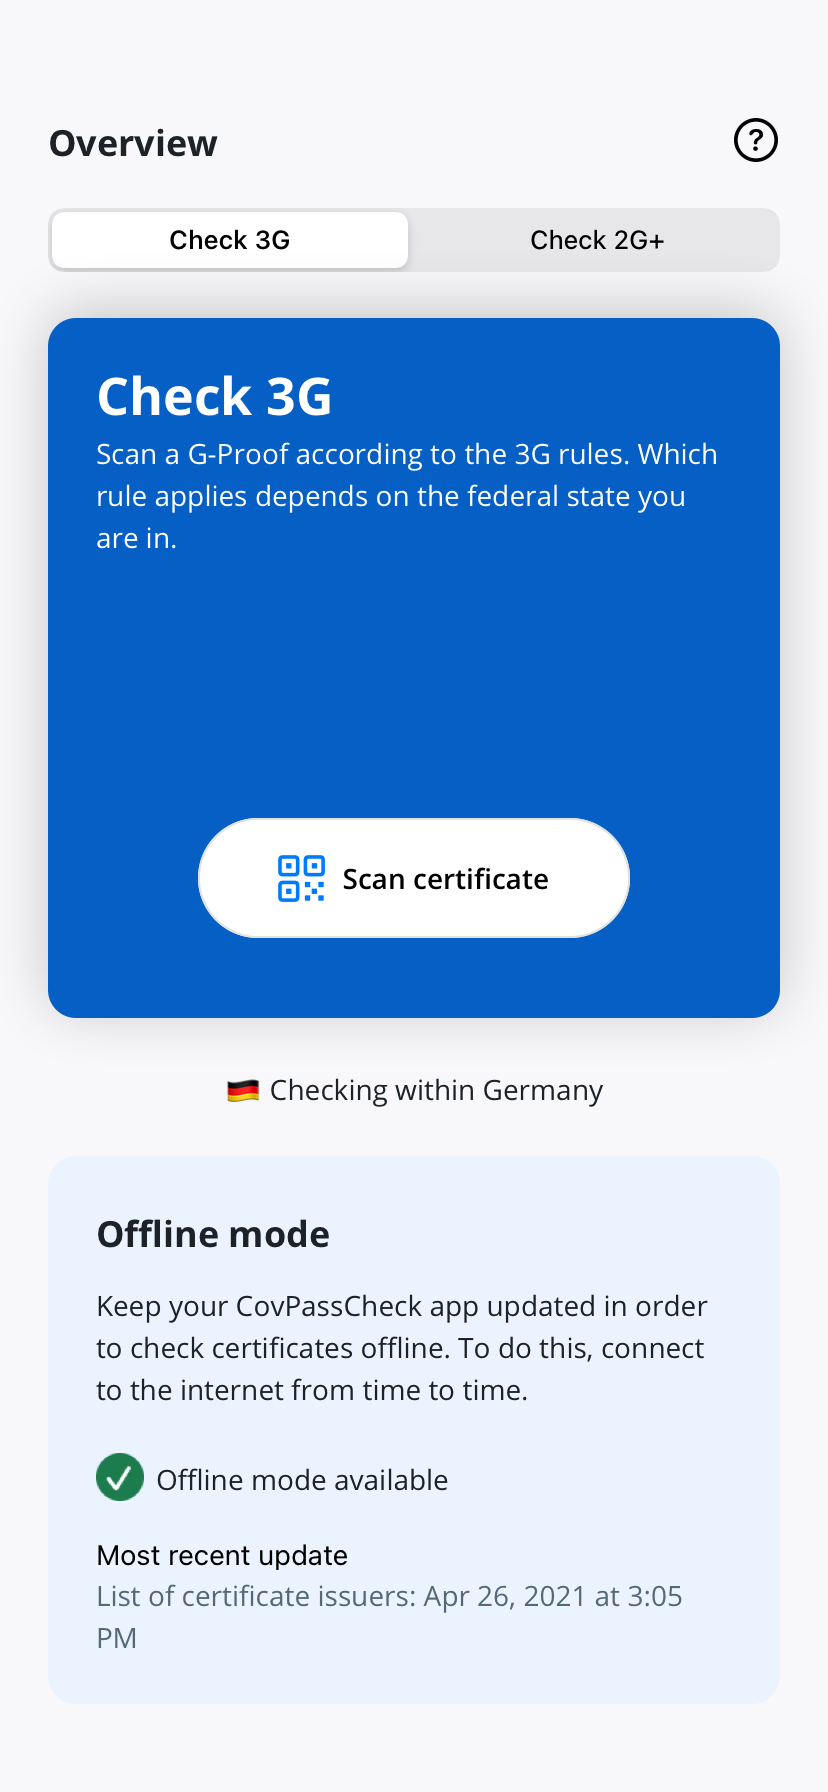 Overview
?
Check 3G
Check 2G+
Check 3G
Scan a G-Proof according to the 3G rules. Which
rule applies depends on the federal state you
are in.
Scan certificate
Checking within Germany
Offline mode
Keep your CovPassCheck app updated in order
to check certificates offline. To do this, connect
to the internet from time to time.
Offline mode available
Most recent update
List of certificate issuers: Apr 26, 2021 at 3:05
PM